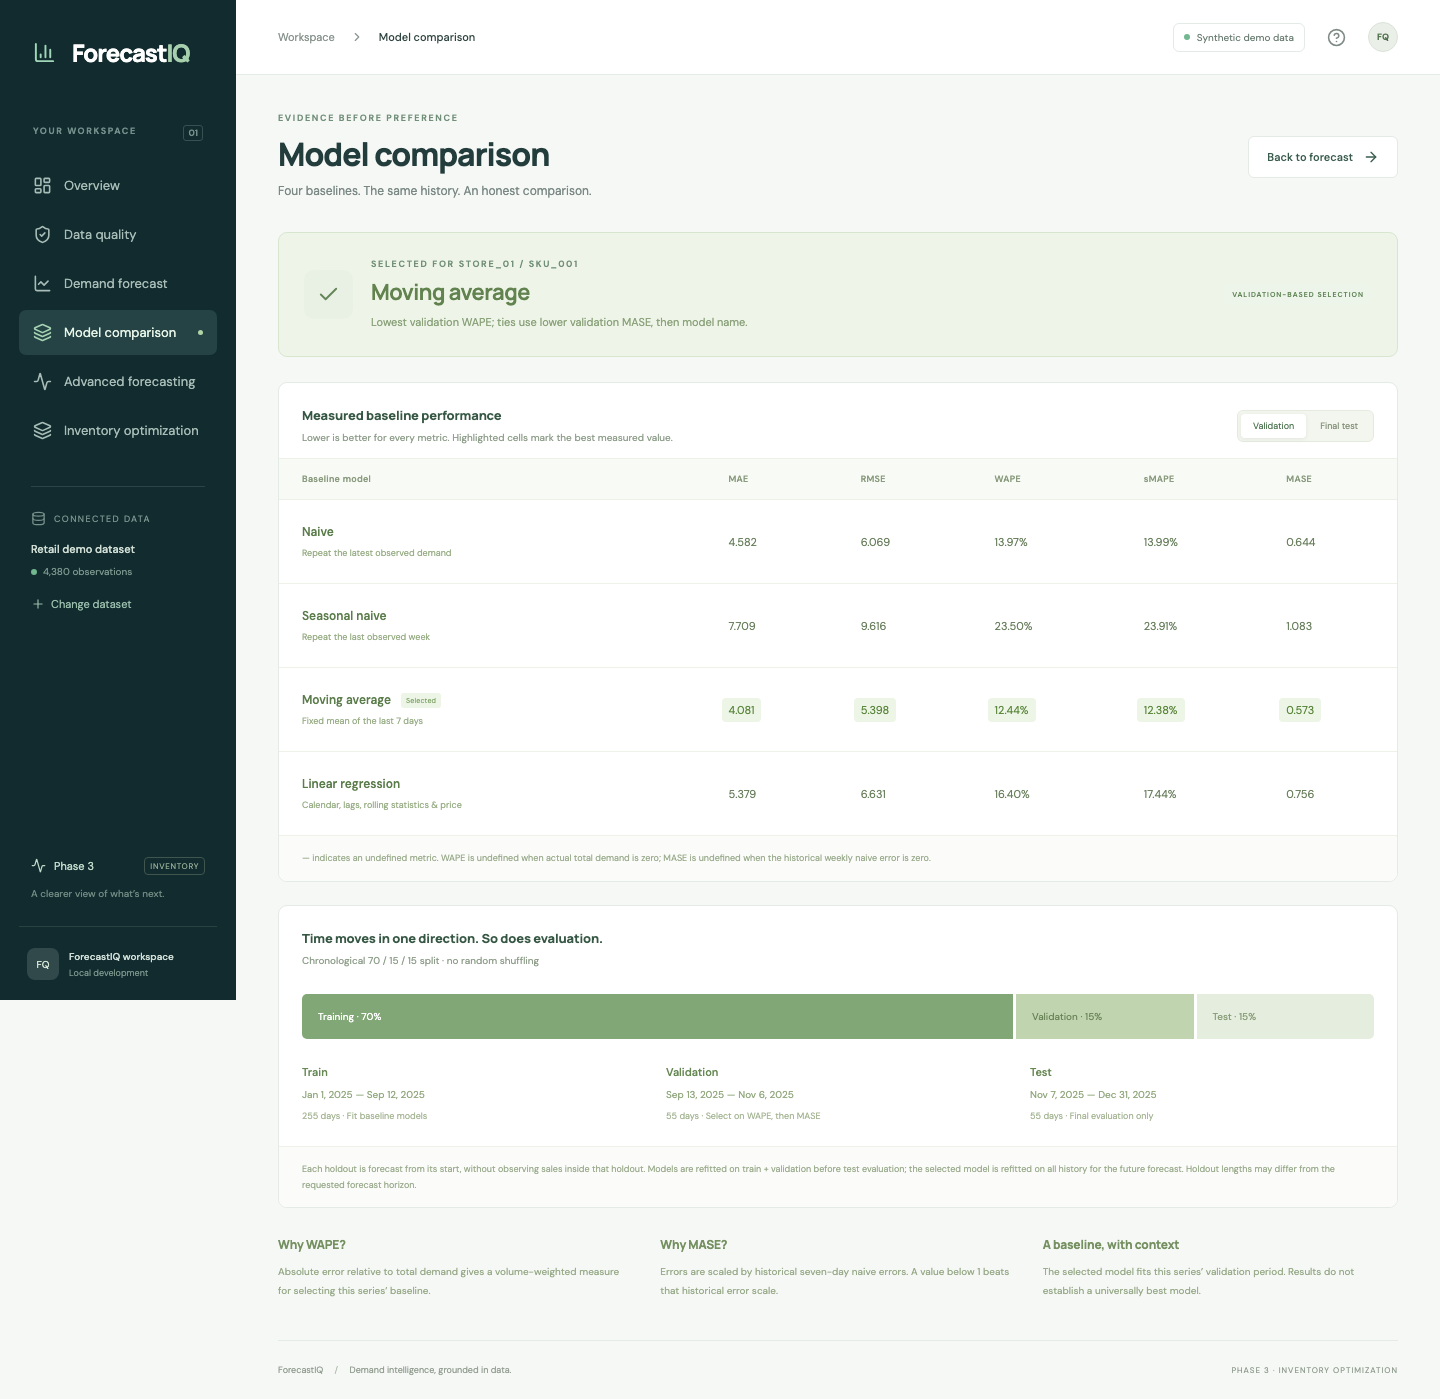 ForecastIQ
YOUR WORKSPACE 01
Overview
Data quality
Demand forecast
Model comparison
Advanced forecasting
Inventory optimization
CONNECTED DATA
Retail demo dataset
4,380 observations
Change dataset
Phase 3 INVENTORY
A clearer view of what's next.
FQ
ForecastIQ workspace
Local development
Workspace > Model comparison
Synthetic demo data
FQ
EVIDENCE BEFORE PREFERENCE
Model comparison
Four baselines. The same history. An honest comparison.
Back to forecast →
SELECTED FOR STORE_01 / SKU_001
Moving average
Lowest validation WAPE; ties use lower validation MASE, then model name.
VALIDATION-BASED SELECTION
Measured baseline performance
Lower is better for every metric. Highlighted cells mark the best measured value.
Validation Final test
Baseline model MAE RMSE WAPE sMAPE MASE
Naive
Repeat the latest observed demand
4.582 6.069 13.97% 13.99% 0.644
Seasonal naive
Repeat the last observed week
7.709 9.616 23.50% 23.91% 1.083
Moving average Selected
Fixed mean of the last 7 days
4.081 5.398 12.44% 12.38% 0.573
Linear regression
Calendar, lags, rolling statistics & price
5.379 6.631 16.40% 17.44% 0.756
— indicates an undefined metric. WAPE is undefined when actual total demand is zero; MASE is undefined when the historical weekly naive error is zero.
Time moves in one direction. So does evaluation.
Chronological 70 / 15 / 15 split · no random shuffling
Training · 70% Validation · 15% Test · 15%
Train
Jan 1, 2025 — Sep 12, 2025
255 days · Fit baseline models
Validation
Sep 13, 2025 — Nov 6, 2025
55 days · Select on WAPE, then MASE
Test
Nov 7, 2025 — Dec 31, 2025
55 days · Final evaluation only
Each holdout is forecast from its start, without observing sales inside that holdout. Models are refitted on train + validation before test evaluation; the selected model is refitted on all history for the future forecast. Holdout lengths may differ from the
requested forecast horizon.
Why WAPE?
Absolute error relative to total demand gives a volume-weighted measure
for selecting this series' baseline.
Why MASE?
Errors are scaled by historical seven-day naive errors. A value below 1 beats
that historical error scale.
A baseline, with context
The selected model fits this series' validation period. Results do not
establish a universally best model.
ForecastIQ / Demand intelligence, grounded in data.
PHASE 3 · INVENTORY OPTIMIZATION